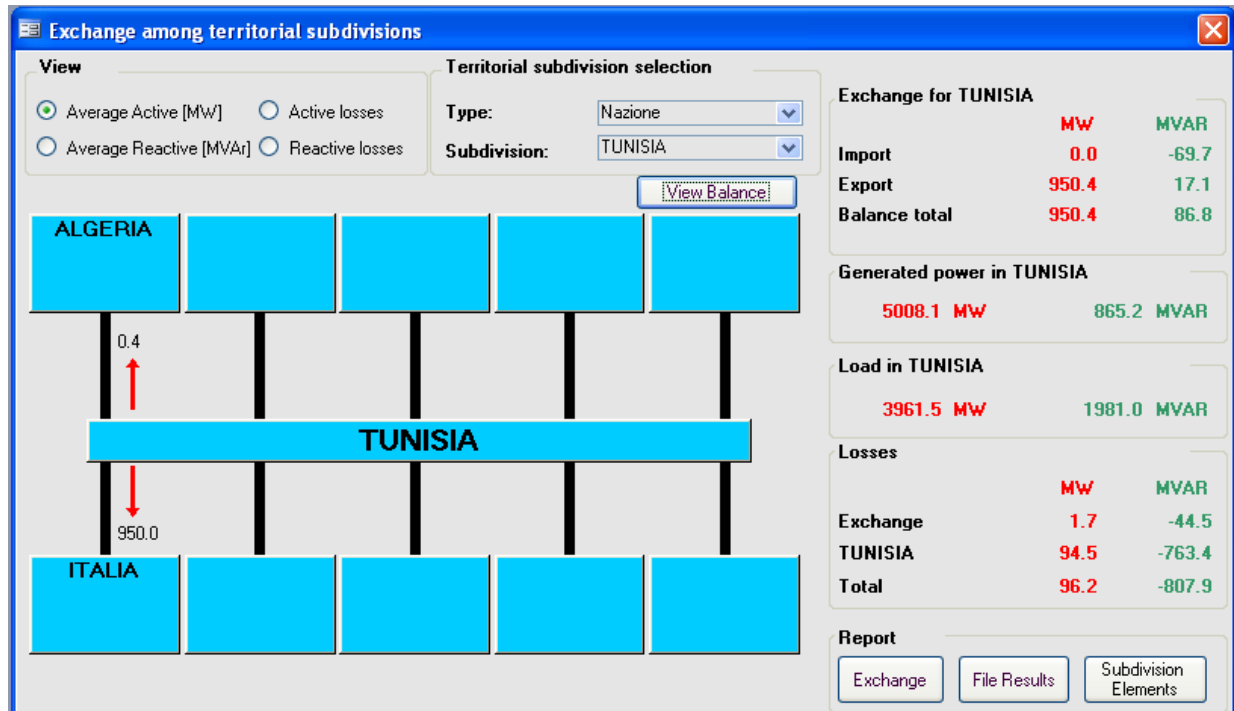 Exchange among territorial subdivisions
View
Average Active [MW] Active losses
Average Reactive [MVAr] Reactive losses
Territorial subdivision selection
Type: Nazione
Subdivision: TUNISIA
View Balance
ALGERIA
0.4
TUNISIA
950.0
ITALIA
Exchange for TUNISIA
MW MVAR
Import 0.0 -69.7
Export 950.4 17.1
Balance total 950.4 86.8
Generated power in TUNISIA
5008.1 MW 865.2 MVAR
Load in TUNISIA
3961.5 MW 1981.0 MVAR
Losses
MW MVAR
Exchange 1.7 -44.5
TUNISIA 94.5 -763.4
Total 96.2 -807.9
Report
Exchange
File Results
Subdivision
Elements